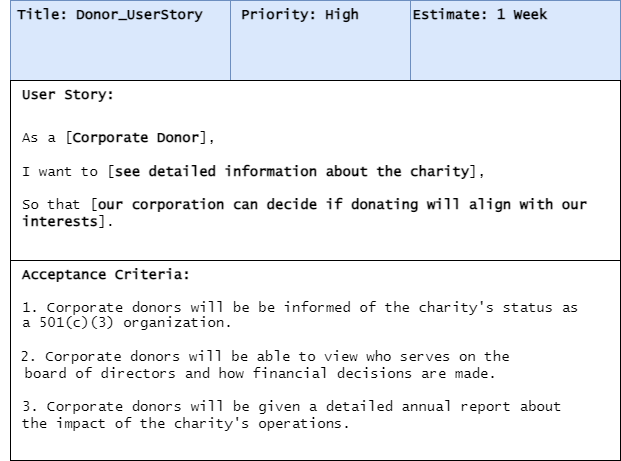 Title: Donor_UserStory
Priority: High
Estimate: 1 Week
User Story:
As a [Corporate Donor],
I want to [see detailed information about the charity],
So that [our corporation can decide if donating will align with our
interests].
Acceptance Criteria:
1. Corporate donors will be be informed of the charity's status as
a 501(c)(3) organization.
2. Corporate donors will be able to view who serves on the
board of directors and how financial decisions are made.
3. Corporate donors will be given a detailed annual report about
the impact of the charity's operations.